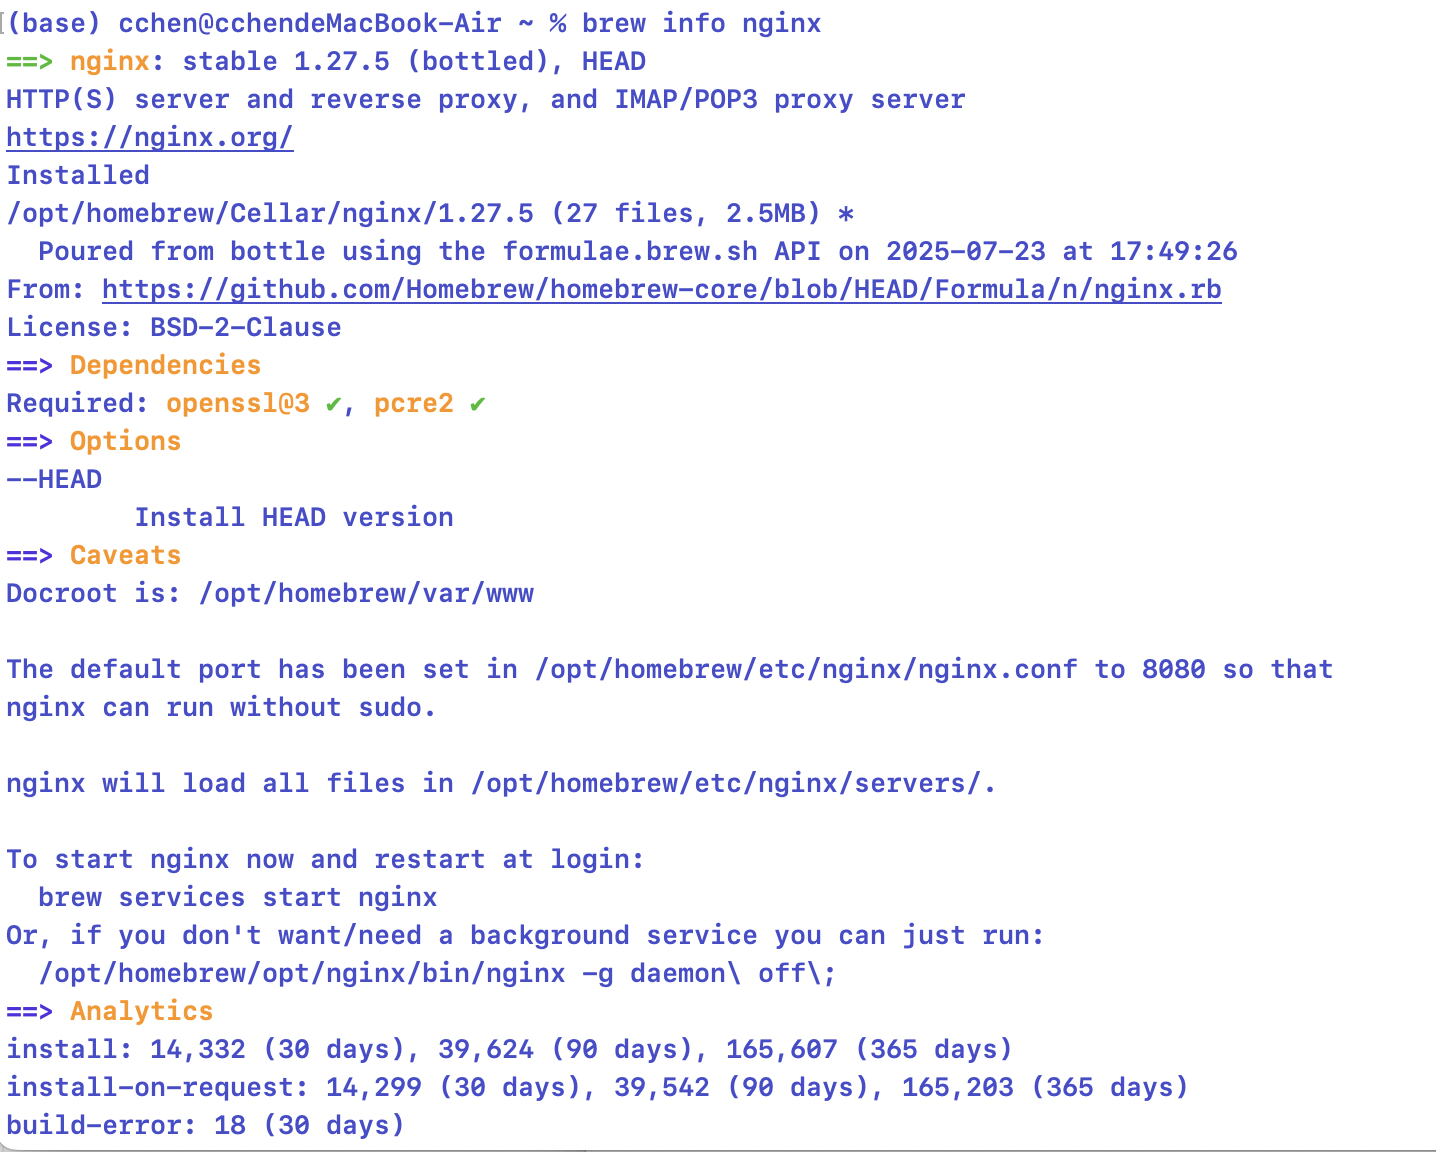 (base) cchen@cchendeMacBook-Air ~ % brew info nginx
==> nginx: stable 1.27.5 (bottled), HEAD
HTTP(S) server and reverse proxy, and IMAP/POP3 proxy server
https://nginx.org/
Installed
/opt/homebrew/Cellar/nginx/1.27.5 (27 files, 2.5MB) *
  Poured from bottle using the formulae.brew.sh API on 2025-07-23 at 17:49:26
From: https://github.com/Homebrew/homebrew-core/blob/HEAD/Formula/n/nginx.rb
License: BSD-2-Clause
==> Dependencies
Required: openssl@3 ✔, pcre2 ✔
==> Options
--HEAD
        Install HEAD version
==> Caveats
Docroot is: /opt/homebrew/var/www

The default port has been set in /opt/homebrew/etc/nginx/nginx.conf to 8080 so that
nginx can run without sudo.

nginx will load all files in /opt/homebrew/etc/nginx/servers/.

To start nginx now and restart at login:
  brew services start nginx
Or, if you don't want/need a background service you can just run:
  /opt/homebrew/opt/nginx/bin/nginx -g daemon\ off\;
==> Analytics
install: 14,332 (30 days), 39,624 (90 days), 165,607 (365 days)
install-on-request: 14,299 (30 days), 39,542 (90 days), 165,203 (365 days)
build-error: 18 (30 days)